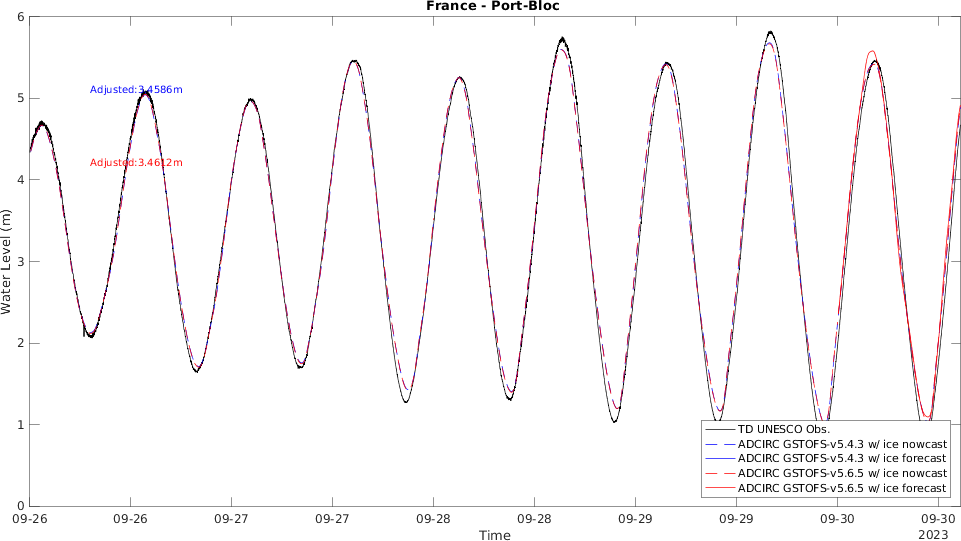 France - Port-Bloc
6
5
4
3
2
1
0
Water Level (m)
Adjusted:3.4586m
Adjusted:3.4612m
TD UNESCO Obs.
ADCIRC GSTOFS-v5.4.3 w/ ice nowcast
ADCIRC GSTOFS-v5.4.3 w/ ice forecast
ADCIRC GSTOFS-v5.6.5 w/ ice nowcast
ADCIRC GSTOFS-v5.6.5 w/ ice forecast
09-26 09-26 09-27 09-27 09-28 09-28 09-29 09-29 09-30 09-30
2023
Time